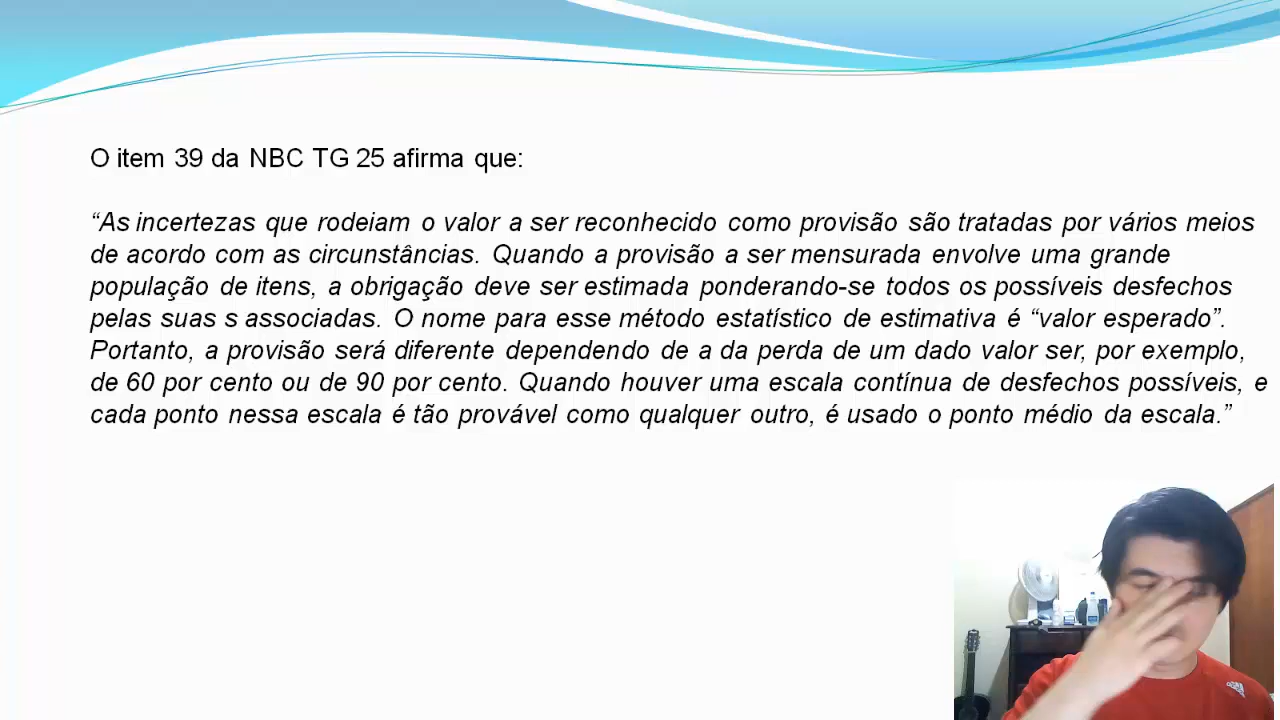 O item 39 da NBC TG 25 afirma que:
“As incertezas que rodeiam o valor a ser reconhecido como provisão são tratadas por vários meios
de acordo com as circunstâncias. Quando a provisão a ser mensurada envolve uma grande
população de itens, a obrigação deve ser estimada ponderando-se todos os possíveis desfechos
pelas suas s associadas. O nome para esse método estatístico de estimativa é “valor esperado”.
Portanto, a provisão será diferente dependendo de a da perda de um dado valor ser, por exemplo,
de 60 por cento ou de 90 por cento. Quando houver uma escala contínua de desfechos possíveis, e
cada ponto nessa escala é tão provável como qualquer outro, é usado o ponto médio da escala.”